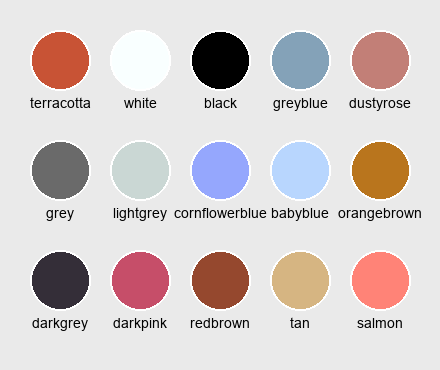 terracotta white black greyblue dustyrose
grey lightgrey cornflowerblue babyblue orangebrown
darkgrey darkpink redbrown tan salmon